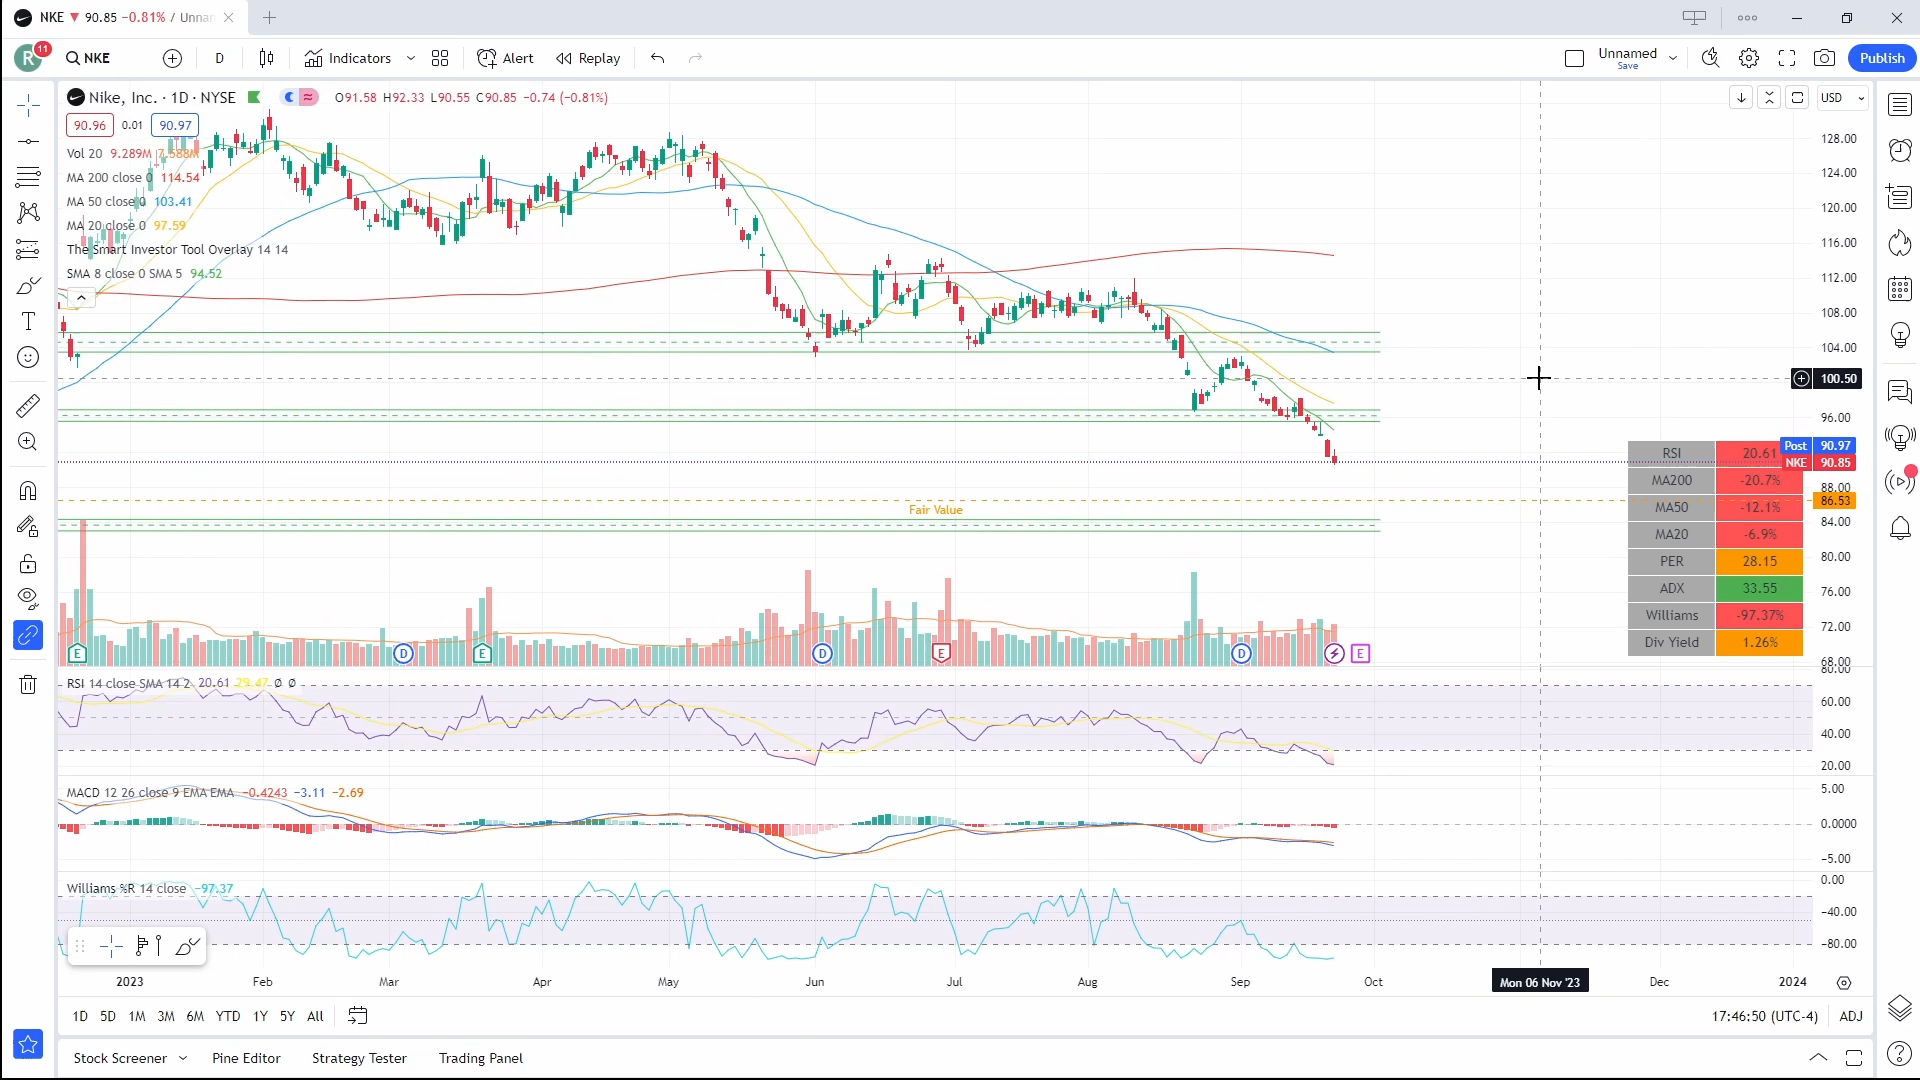 NKE ▼ 90.85 −0.81% / Unnan
R 11 NKE D Indicators Alert Replay Unnamed Save Publish
Nike, Inc. · 1D · NYSE O91.58 H92.33 L90.55 C90.85 −0.74 (−0.81%) USD
90.96 0.01 90.97
Vol 20 9.289M 7.588M
MA 200 close 0 114.54
MA 50 close 0 103.41
MA 20 close 0 97.59
The Smart Investor Tool Overlay 14 14
SMA 8 close 0 SMA 5 94.52
128.00
124.00
120.00
116.00
112.00
108.00
104.00
100.50
96.00
Post 90.97
NKE 90.85
88.00
86.53
84.00
80.00
76.00
72.00
68.00
Fair Value
RSI 20.61
MA200 -20.7%
MA50 -12.1%
MA20 -6.9%
PER 28.15
ADX 33.55
Williams -97.37%
Div Yield 1.26%
E D E D E D E
RSI 14 close SMA 14 2 20.61 29.47 Ø Ø
80.00
60.00
40.00
20.00
MACD 12 26 close 9 EMA EMA −0.4243 −3.11 −2.69
5.00
0.0000
−5.00
Williams %R 14 close −97.37
0.00
−40.00
−80.00
2023 Feb Mar Apr May Jun Jul Aug Sep Oct Mon 06 Nov '23 Dec 2024
1D 5D 1M 3M 6M YTD 1Y 5Y All 17:46:50 (UTC-4) ADJ
Stock Screener Pine Editor Strategy Tester Trading Panel